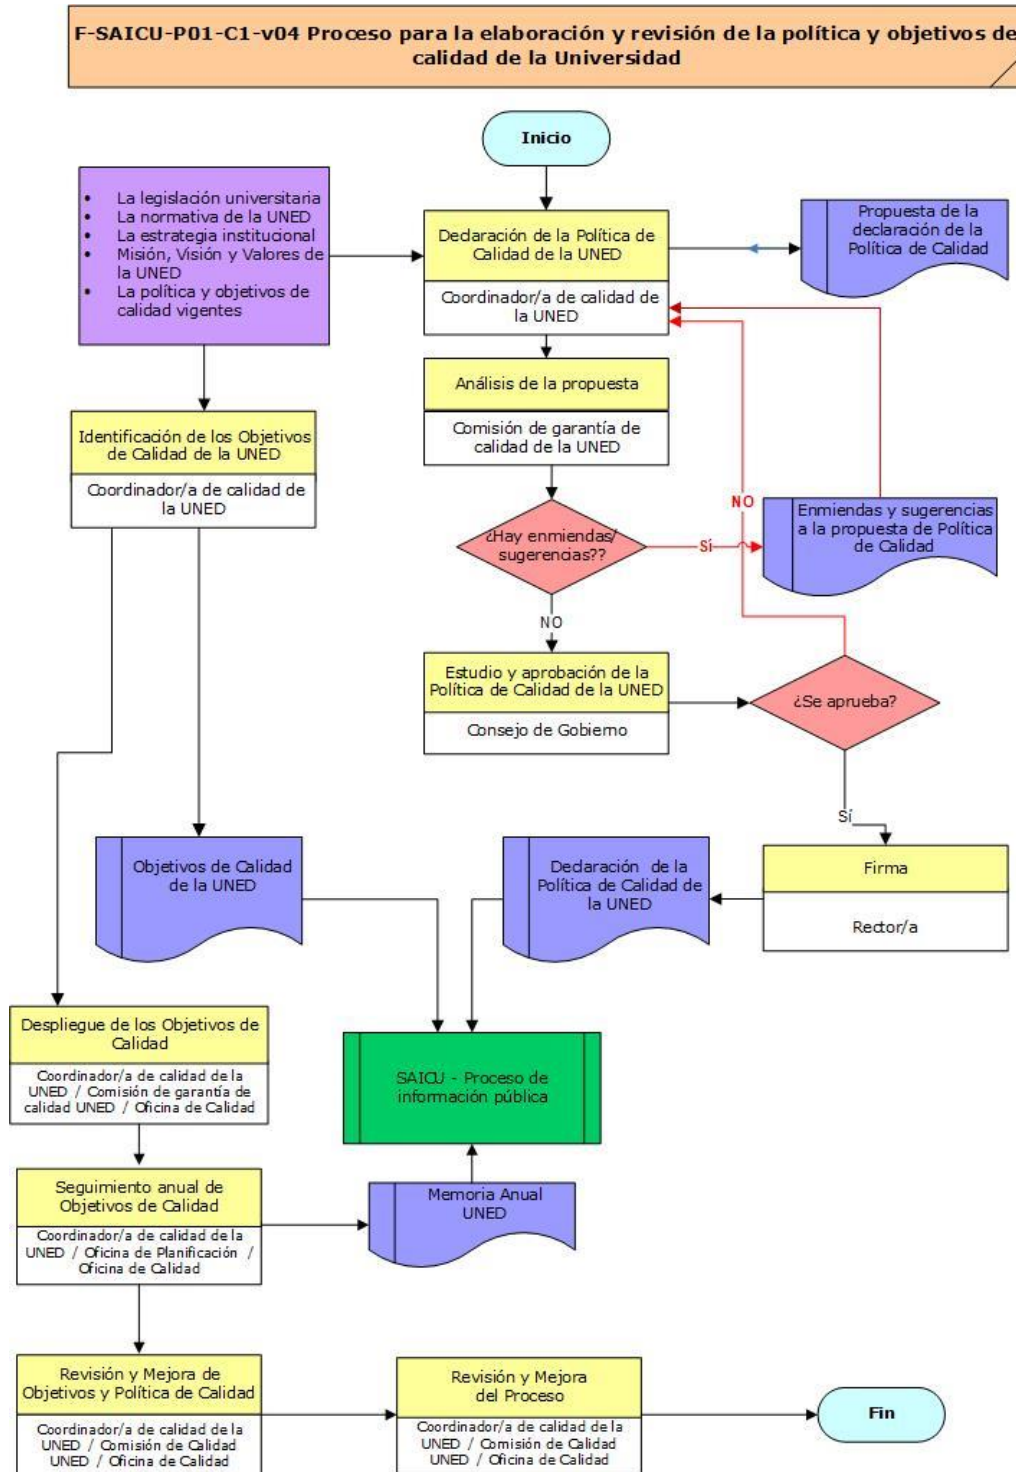 F-SAICU-P01-C1-v04 Proceso para la elaboración y revisión de la política y objetivos de
calidad de la Universidad
Inicio
• La legislación universitaria
• La normativa de la UNED
• La estrategia institucional
• Misión, Visión y Valores de
la UNED
• La política y objetivos de
calidad vigentes
Declaración de la Política de
Calidad de la UNED
Coordinador/a de calidad de
la UNED
Propuesta de la
declaración de la
Política de Calidad
Análisis de la propuesta
Comisión de garantía de
calidad de la UNED
Identificación de los Objetivos
de Calidad de la UNED
Coordinador/a de calidad de
la UNED
¿Hay enmiendas/
sugerencias??
Sí
NO
Enmiendas y sugerencias
a la propuesta de Política
de Calidad
NO
Estudio y aprobación de la
Política de Calidad de la UNED
Consejo de Gobierno
¿Se aprueba?
Sí
Objetivos de Calidad
de la UNED
Declaración de la
Política de Calidad de
la UNED
Firma
Rector/a
Despliegue de los Objetivos de
Calidad
Coordinador/a de calidad de la
UNED / Comisión de garantía de
calidad UNED / Oficina de Calidad
SAICU - Proceso de
información pública
Seguimiento anual de
Objetivos de Calidad
Coordinador/a de calidad de la
UNED / Oficina de Planificación /
Oficina de Calidad
Memoria Anual
UNED
Revisión y Mejora de
Objetivos y Política de Calidad
Coordinador/a de calidad de la
UNED / Comisión de Calidad
UNED / Oficina de Calidad
Revisión y Mejora
del Proceso
Coordinador/a de calidad de la
UNED / Comisión de Calidad
UNED / Oficina de Calidad
Fin